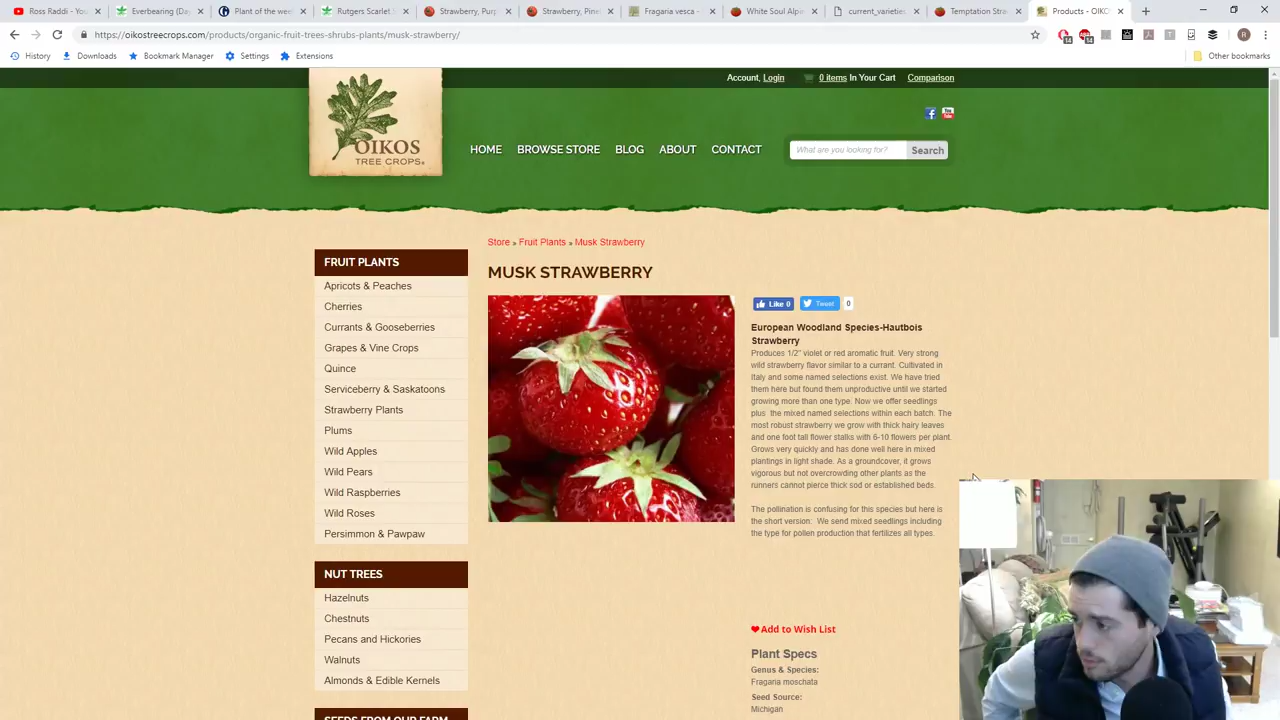 Ross Raddi - You
Everbearing (Day
Plant of the wee
Rutgers Scarlet
Strawberry, Purp
Strawberry, Pine
Fragaria vesca -
White Soul Alpin
current_varieties
Temptation Stra
Products - OIKO
https://oikostreecrops.com/products/organic-fruit-trees-shrubs-plants/musk-strawberry/
History
Downloads
Bookmark Manager
Settings
Extensions
Other bookmarks
Account, Login
0 items In Your Cart
Comparison
OIKOS
TREE CROPS
HOME
BROWSE STORE
BLOG
ABOUT
CONTACT
What are you looking for?
Search
Store » Fruit Plants » Musk Strawberry
MUSK STRAWBERRY
FRUIT PLANTS
Apricots & Peaches
Cherries
Currants & Gooseberries
Grapes & Vine Crops
Quince
Serviceberry & Saskatoons
Strawberry Plants
Plums
Wild Apples
Wild Pears
Wild Raspberries
Wild Roses
Persimmon & Pawpaw
NUT TREES
Hazelnuts
Chestnuts
Pecans and Hickories
Walnuts
Almonds & Edible Kernels
SEEDS FROM OUR FARM
Like 0
Tweet
0
European Woodland Species-Hautbois
Strawberry
Produces 1/2" violet or red aromatic fruit. Very strong
wild strawberry flavor similar to a currant. Cultivated in
Italy and some named selections exist. We have tried
them here but found them unproductive until we started
growing more than one type. Now we offer seedlings
plus the mixed named selections within each batch. The
most robust strawberry we grow with thick hairy leaves
and one foot tall flower stalks with 6-10 flowers per plant.
Grows very quickly and has done well here in mixed
plantings in light shade. As a groundcover, it grows
vigorous but not overcrowding other plants as the
runners cannot pierce thick sod or established beds.
The pollination is confusing for this species but here is
the short version: We send mixed seedlings including
the type for pollen production that fertilizes all types.
Add to Wish List
Plant Specs
Genus & Species:
Fragaria moschata
Seed Source:
Michigan